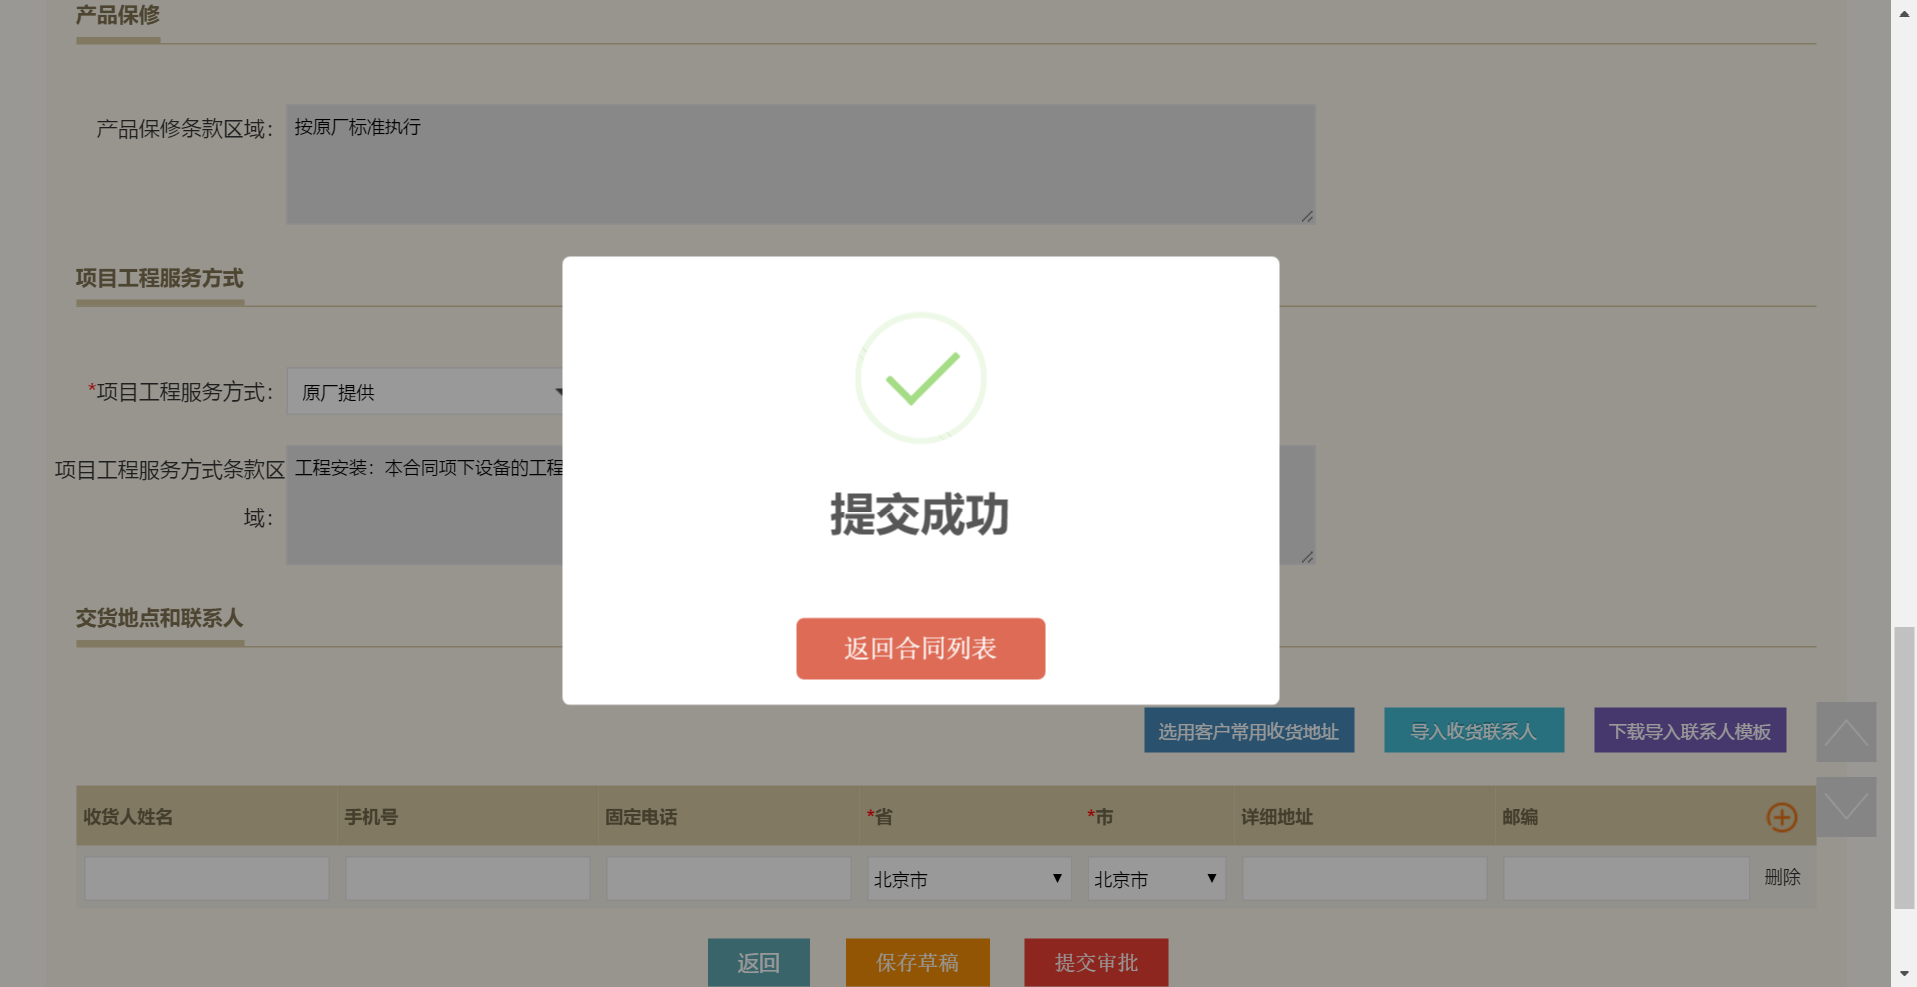 产品保修
产品保修条款区域：
按原厂标准执行
项目工程服务方式
*项目工程服务方式：
原厂提供
项目工程服务方式条款区
域：
工程安装：本合同项下设备的工程
提交成功
返回合同列表
交货地点和联系人
选用客户常用收货地址
导入收货联系人
下载导入联系人模板
收货人姓名
手机号
固定电话
*省
*市
详细地址
邮编
北京市
北京市
删除
返回
保存草稿
提交审批